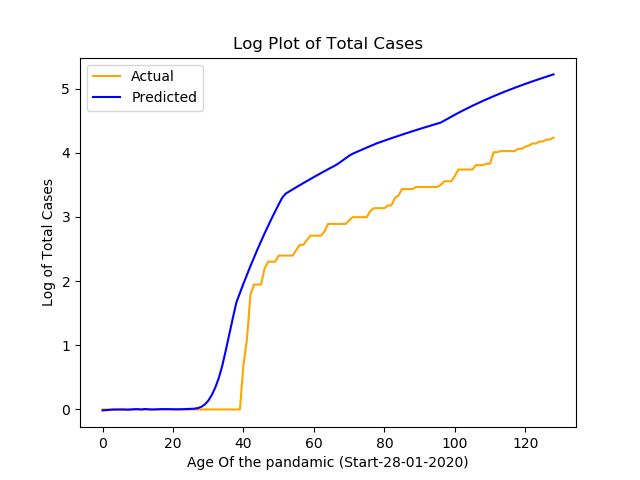 Log Plot of Total Cases
Actual
Predicted
Log of Total Cases
5
4
3
2
1
0
0 20 40 60 80 100 120
Age Of the pandamic (Start-28-01-2020)